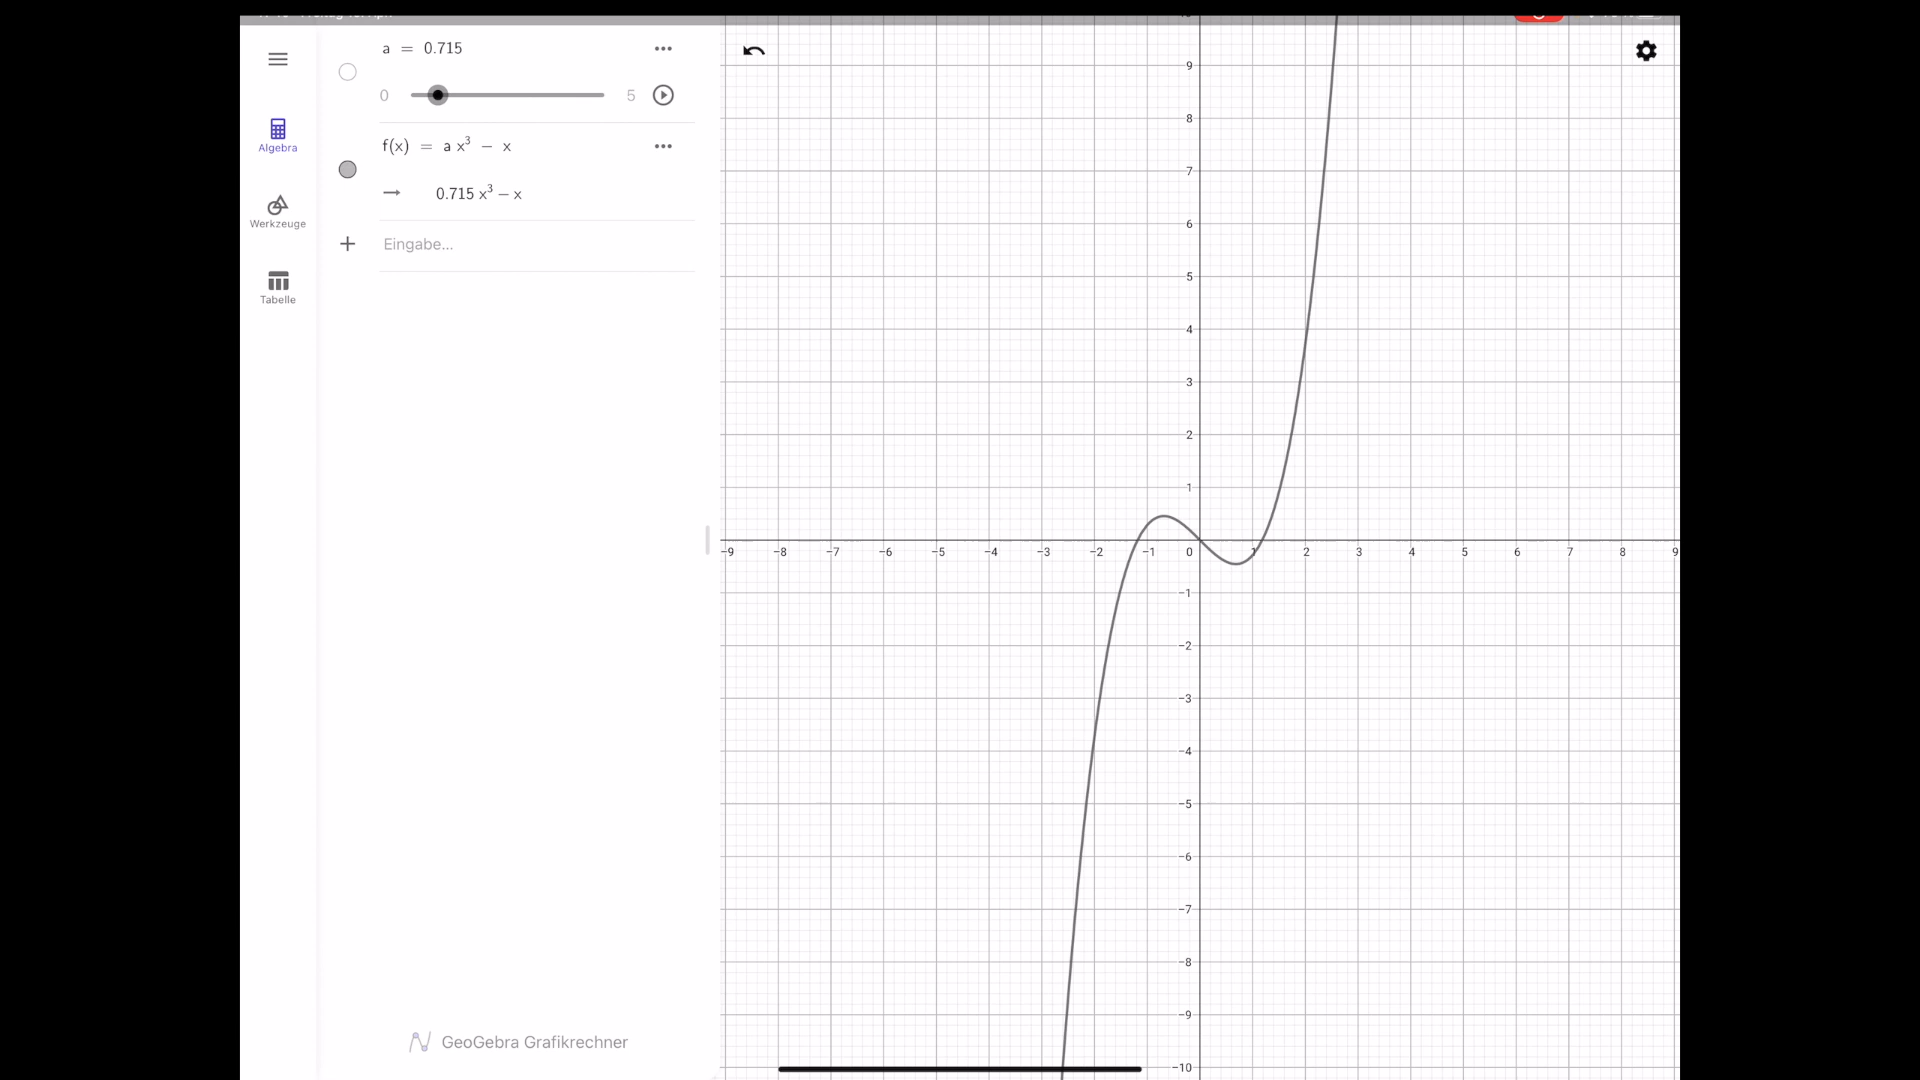 a = 0.715
0 5
Algebra
f(x) = a x³ − x
→ 0.715 x³ − x
Werkzeuge
+ Eingabe...
Tabelle
GeoGebra Grafikrechner
9
8
7
6
5
4
3
2
1
−9 −8 −7 −6 −5 −4 −3 −2 −1 0 1 2 3 4 5 6 7 8 9
−1
−2
−3
−4
−5
−6
−7
−8
−9
−10